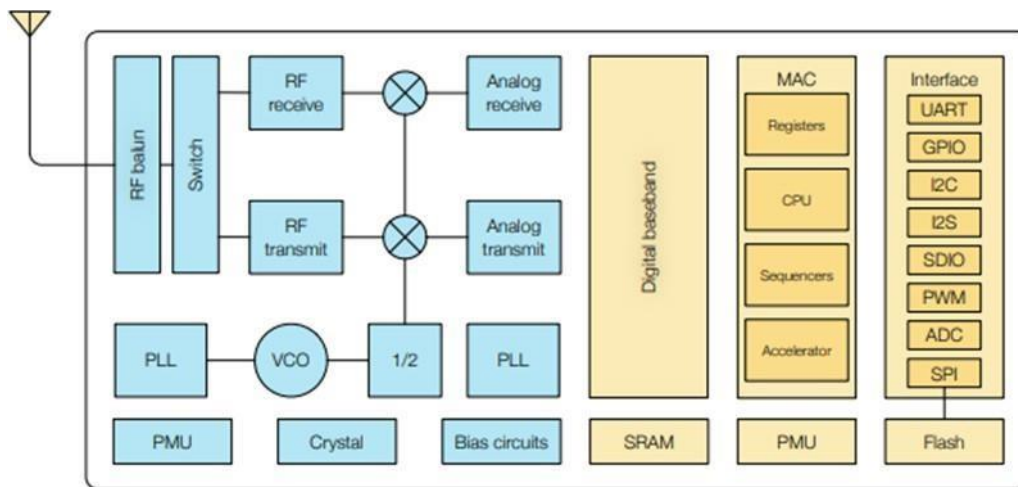 RF balun
Switch
RF
receive
Analog
receive
RF
transmit
Analog
transmit
PLL
VCO
1/2
PLL
PMU
Crystal
Bias circuits
Digital baseband
SRAM
MAC
Registers
CPU
Sequencers
Accelerator
PMU
Interface
UART
GPIO
I2C
I2S
SDIO
PWM
ADC
SPI
Flash